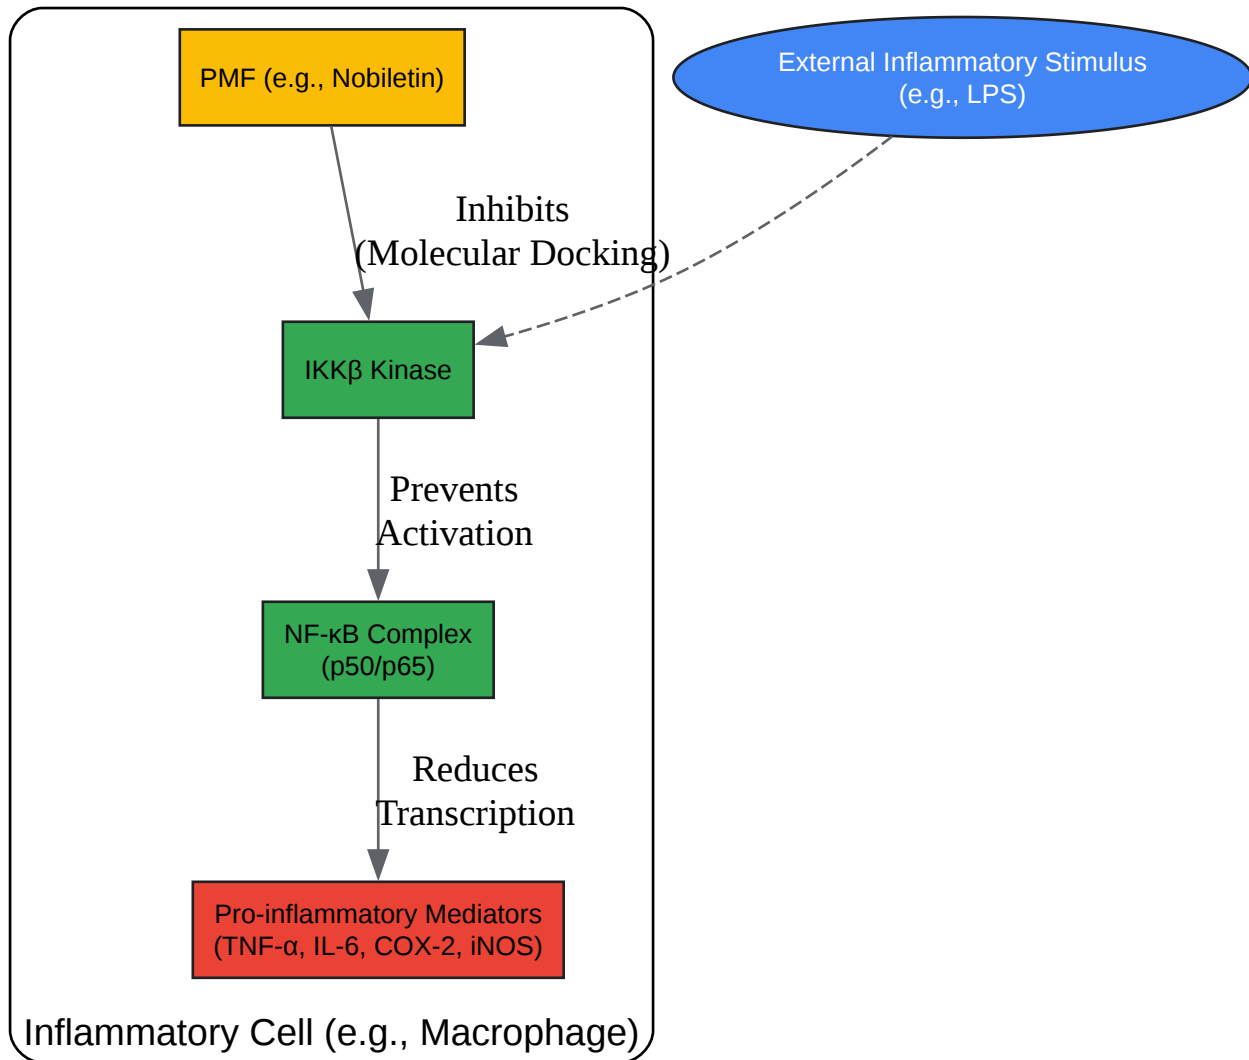 PMF (e.g., Nobiletin)
External Inflammatory Stimulus
(e.g., LPS)
Inhibits
(Molecular Docking)
IKKβ Kinase
Prevents
Activation
NF-κB Complex
(p50/p65)
Reduces
Transcription
Pro-inflammatory Mediators
(TNF-α, IL-6, COX-2, iNOS)
Inflammatory Cell (e.g., Macrophage)